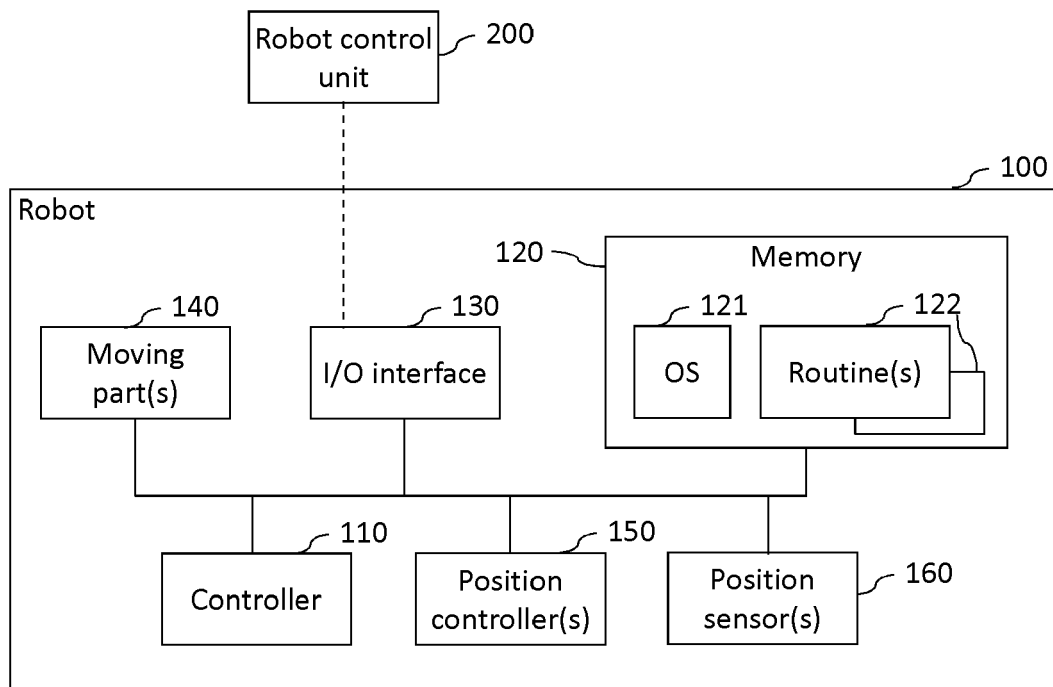 Robot control
unit
200
100
Robot
120
Memory
140
130
121
122
Moving
part(s)
I/O interface
OS
Routine(s)
110
150
160
Controller
Position
controller(s)
Position
sensor(s)